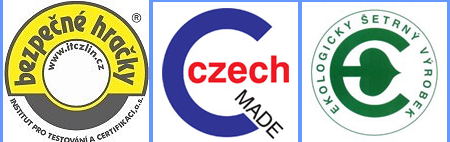 bezpečné hračky ®
www.itczlin.cz
INSTITUT PRO TESTOVÁNÍ A CERTIFIKACI, a.s.
czech
MADE
EKOLOGICKY ŠETRNÝ VÝROBEK